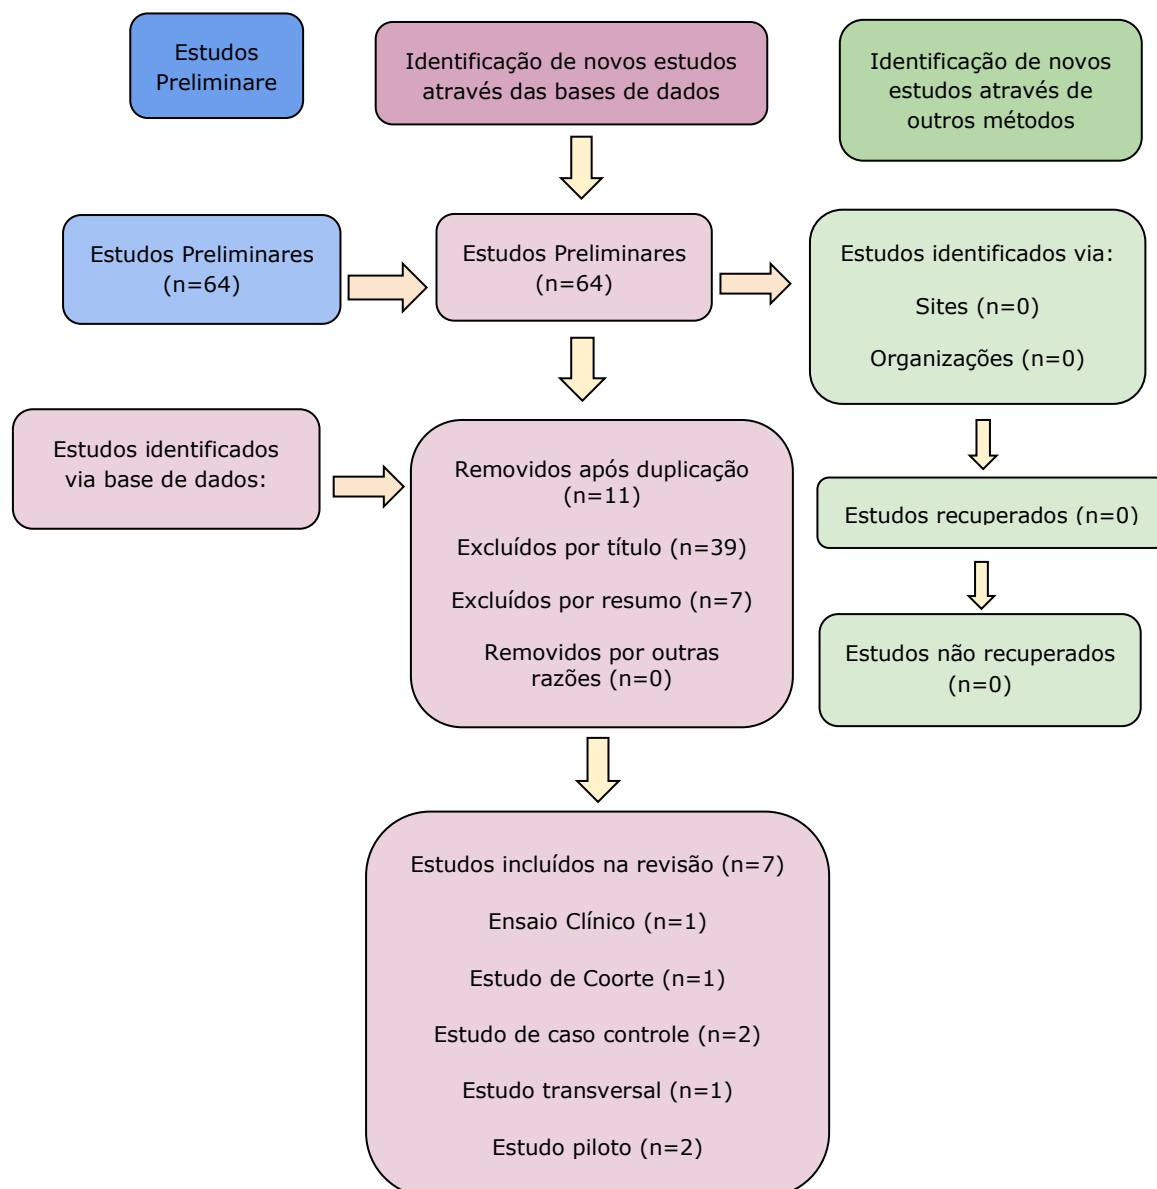 Estudos
Preliminare
Identificação de novos estudos
através das bases de dados
Identificação de novos
estudos através de
outros métodos
Estudos Preliminares
(n=64)
Estudos Preliminares
(n=64)
Estudos identificados via:
Sites (n=0)
Organizações (n=0)
Estudos identificados
via base de dados:
Removidos após duplicação
(n=11)
Excluídos por título (n=39)
Excluídos por resumo (n=7)
Removidos por outras
razões (n=0)
Estudos recuperados (n=0)
Estudos não recuperados
(n=0)
Estudos incluídos na revisão (n=7)
Ensaio Clínico (n=1)
Estudo de Coorte (n=1)
Estudo de caso controle (n=2)
Estudo transversal (n=1)
Estudo piloto (n=2)